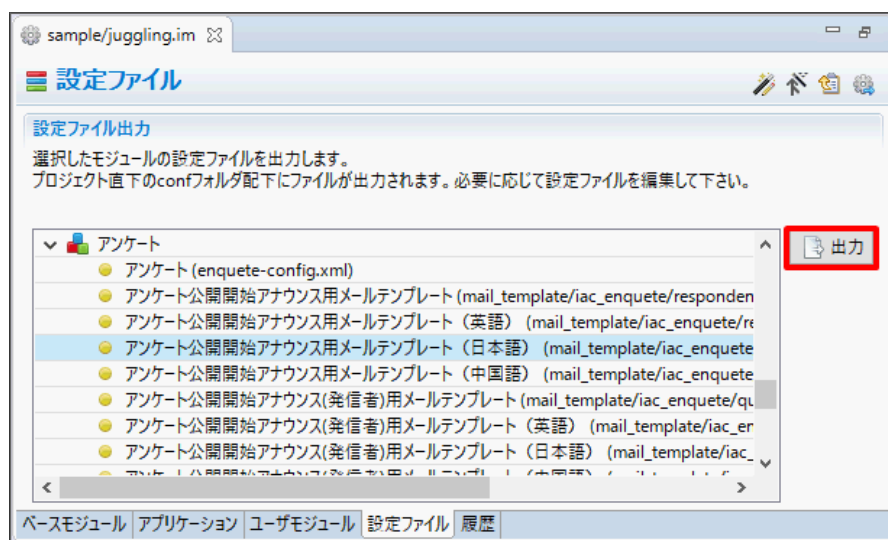 sample/juggling.im
設定ファイル
設定ファイル出力
選択したモジュールの設定ファイルを出力します。
プロジェクト直下のconfフォルダ配下にファイルが出力されます。必要に応じて設定ファイルを編集して下さい。
アンケート
出力
アンケート (enquete-config.xml)
アンケート公開開始アナウンス用メールテンプレート (mail_template/iac_enquete/responden
アンケート公開開始アナウンス用メールテンプレート（英語） (mail_template/iac_enquete/re
アンケート公開開始アナウンス用メールテンプレート（日本語） (mail_template/iac_enquete
アンケート公開開始アナウンス用メールテンプレート（中国語） (mail_template/iac_enquete
アンケート公開開始アナウンス(発信者)用メールテンプレート (mail_template/iac_enquete/qu
アンケート公開開始アナウンス(発信者)用メールテンプレート（英語） (mail_template/iac_en
アンケート公開開始アナウンス(発信者)用メールテンプレート（日本語） (mail_template/iac_
ベースモジュール アプリケーション ユーザモジュール 設定ファイル 履歴